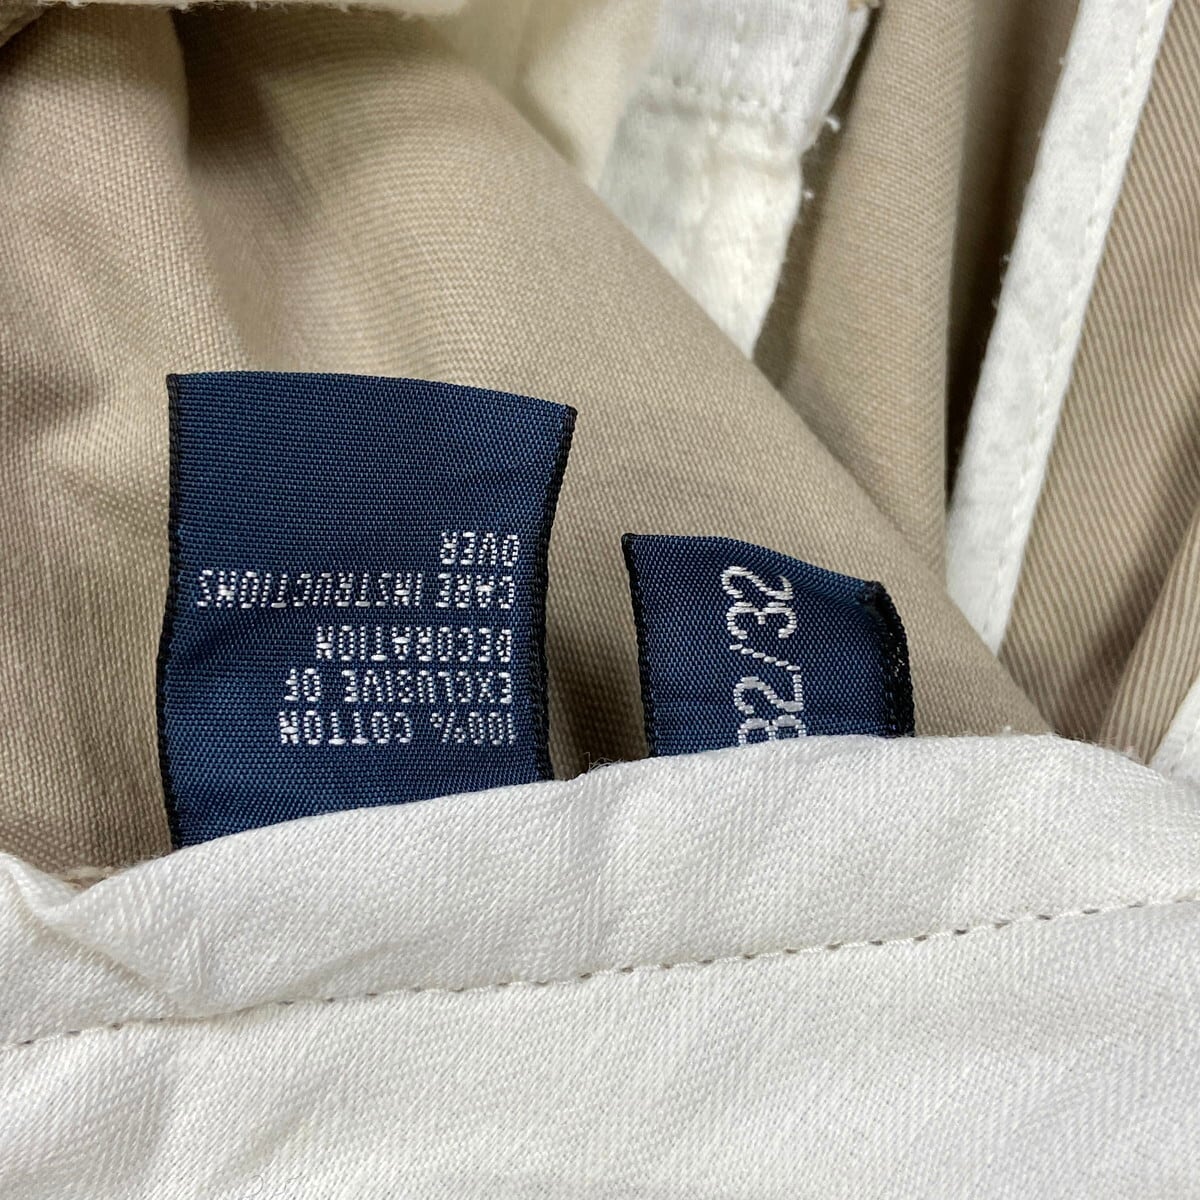 100% COTTON
EXCLUSIVE OF
DECORATION
CARE INSTRUCTIONS
OVER
32/32